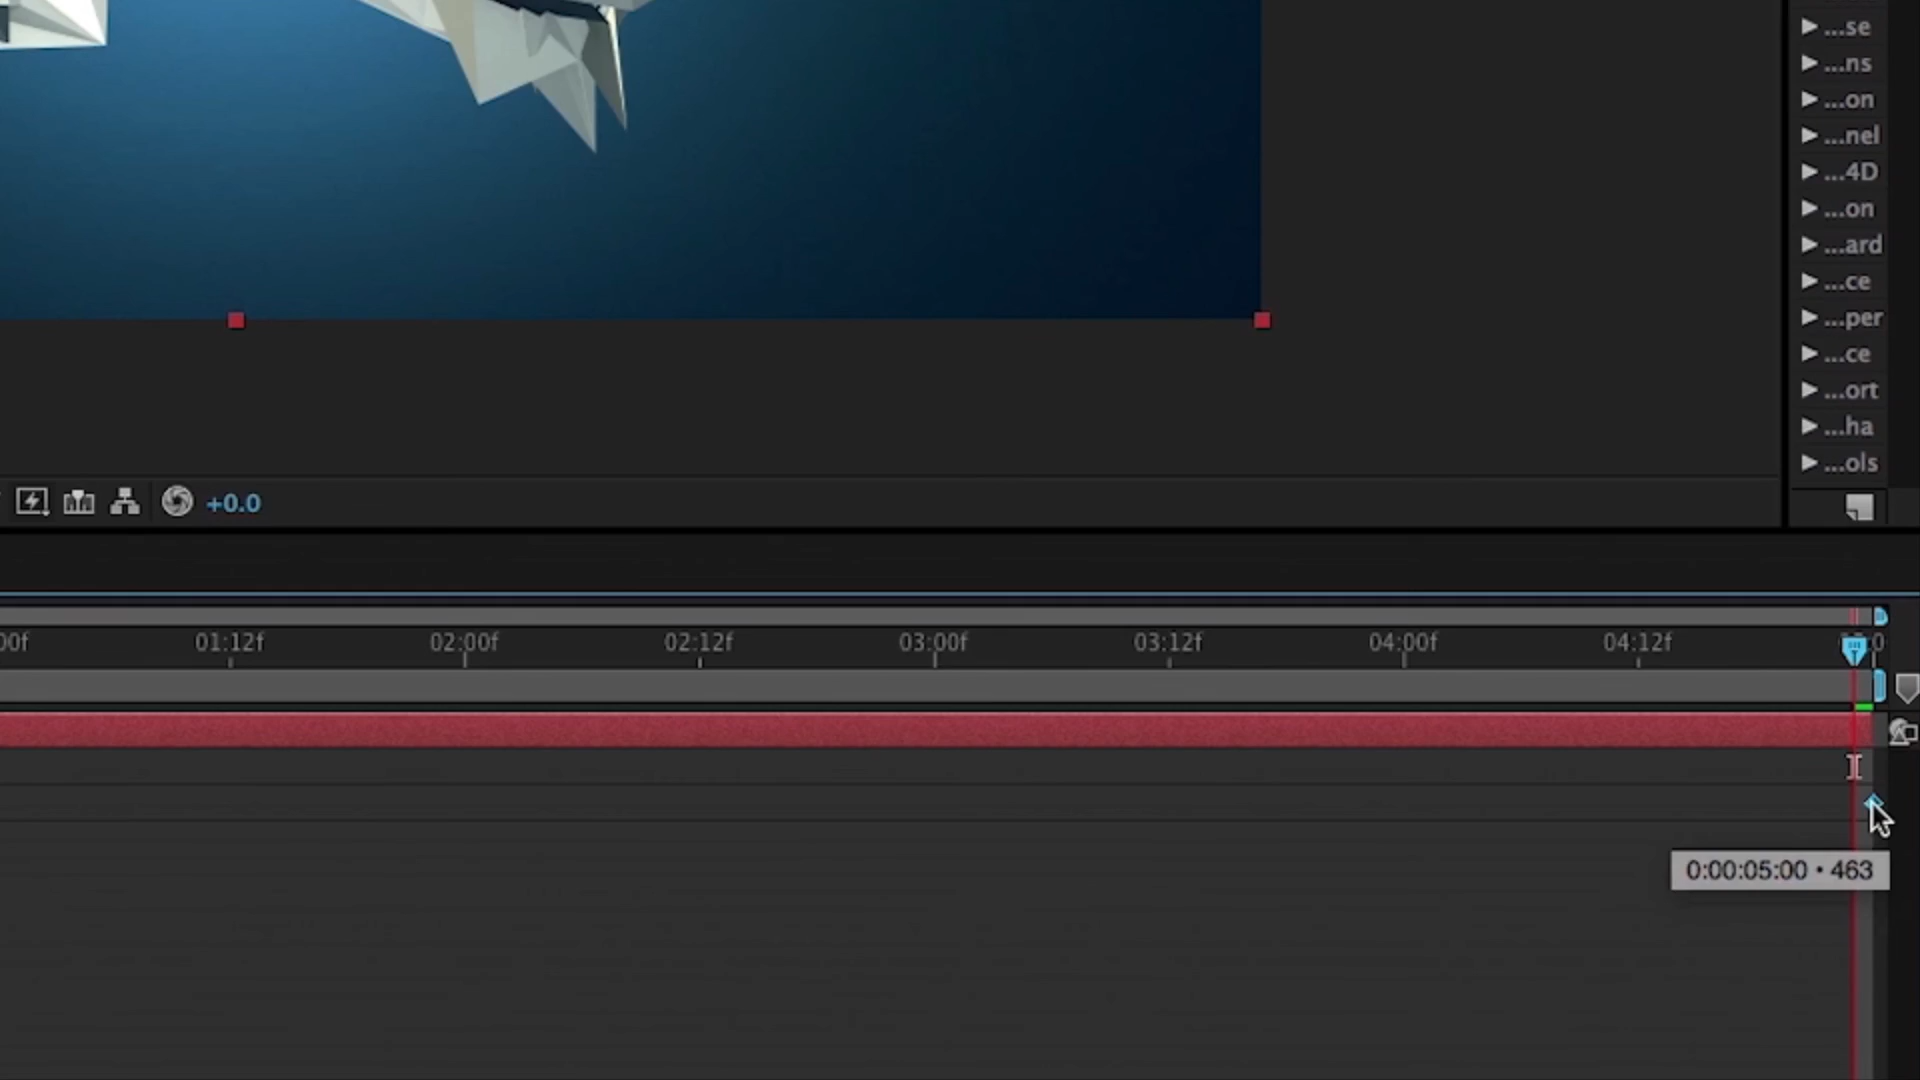 ...se
...ns
...on
...nel
...4D
...on
...ard
...ce
...per
...ce
...ort
...ha
...ols
+0.0
00f 01:12f 02:00f 02:12f 03:00f 03:12f 04:00f 04:12f
0:00:05:00 • 463